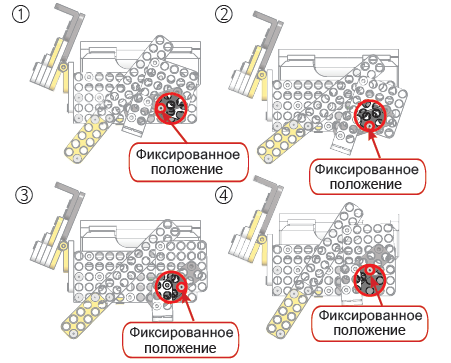 ①
②
Фиксированное
положение
Фиксированное
положение
③
④
Фиксированное
положение
Фиксированное
положение